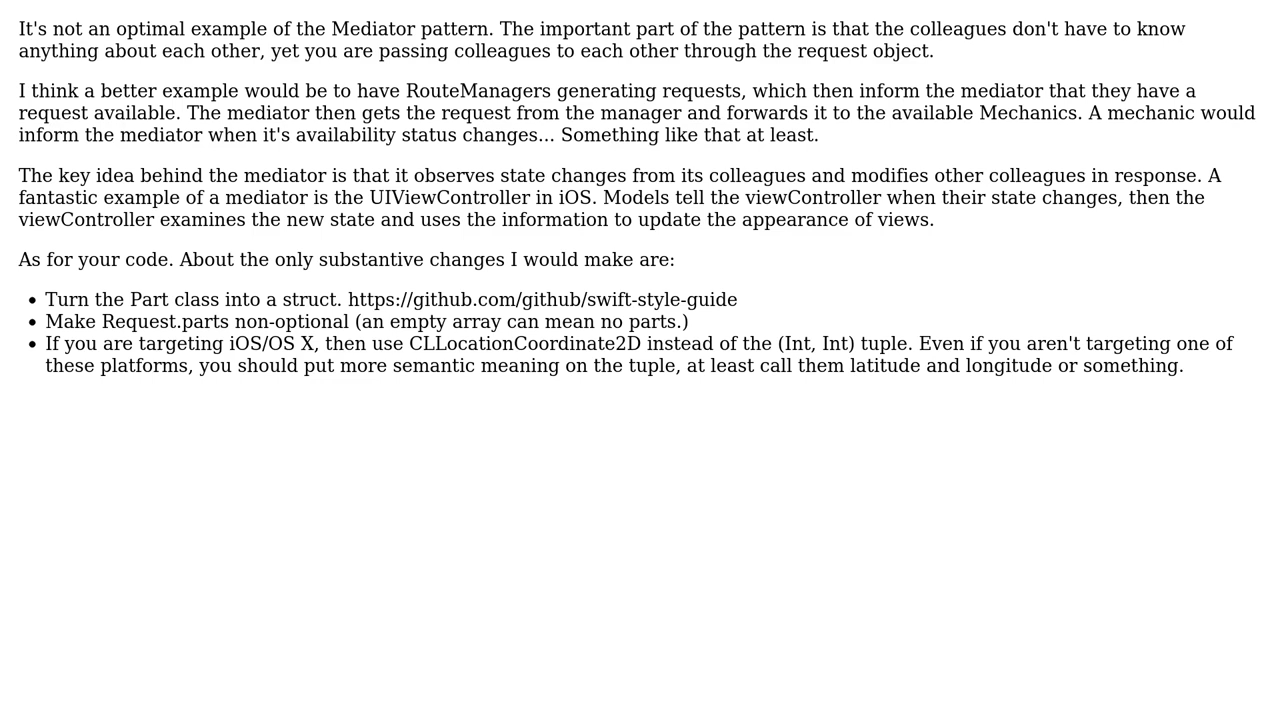 It's not an optimal example of the Mediator pattern. The important part of the pattern is that the colleagues don't have to know
anything about each other, yet you are passing colleagues to each other through the request object.
I think a better example would be to have RouteManagers generating requests, which then inform the mediator that they have a
request available. The mediator then gets the request from the manager and forwards it to the available Mechanics. A mechanic would
inform the mediator when it's availability status changes... Something like that at least.
The key idea behind the mediator is that it observes state changes from its colleagues and modifies other colleagues in response. A
fantastic example of a mediator is the UIViewController in iOS. Models tell the viewController when their state changes, then the
viewController examines the new state and uses the information to update the appearance of views.
As for your code. About the only substantive changes I would make are:
• Turn the Part class into a struct. https://github.com/github/swift-style-guide
• Make Request.parts non-optional (an empty array can mean no parts.)
• If you are targeting iOS/OS X, then use CLLocationCoordinate2D instead of the (Int, Int) tuple. Even if you aren't targeting one of
these platforms, you should put more semantic meaning on the tuple, at least call them latitude and longitude or something.